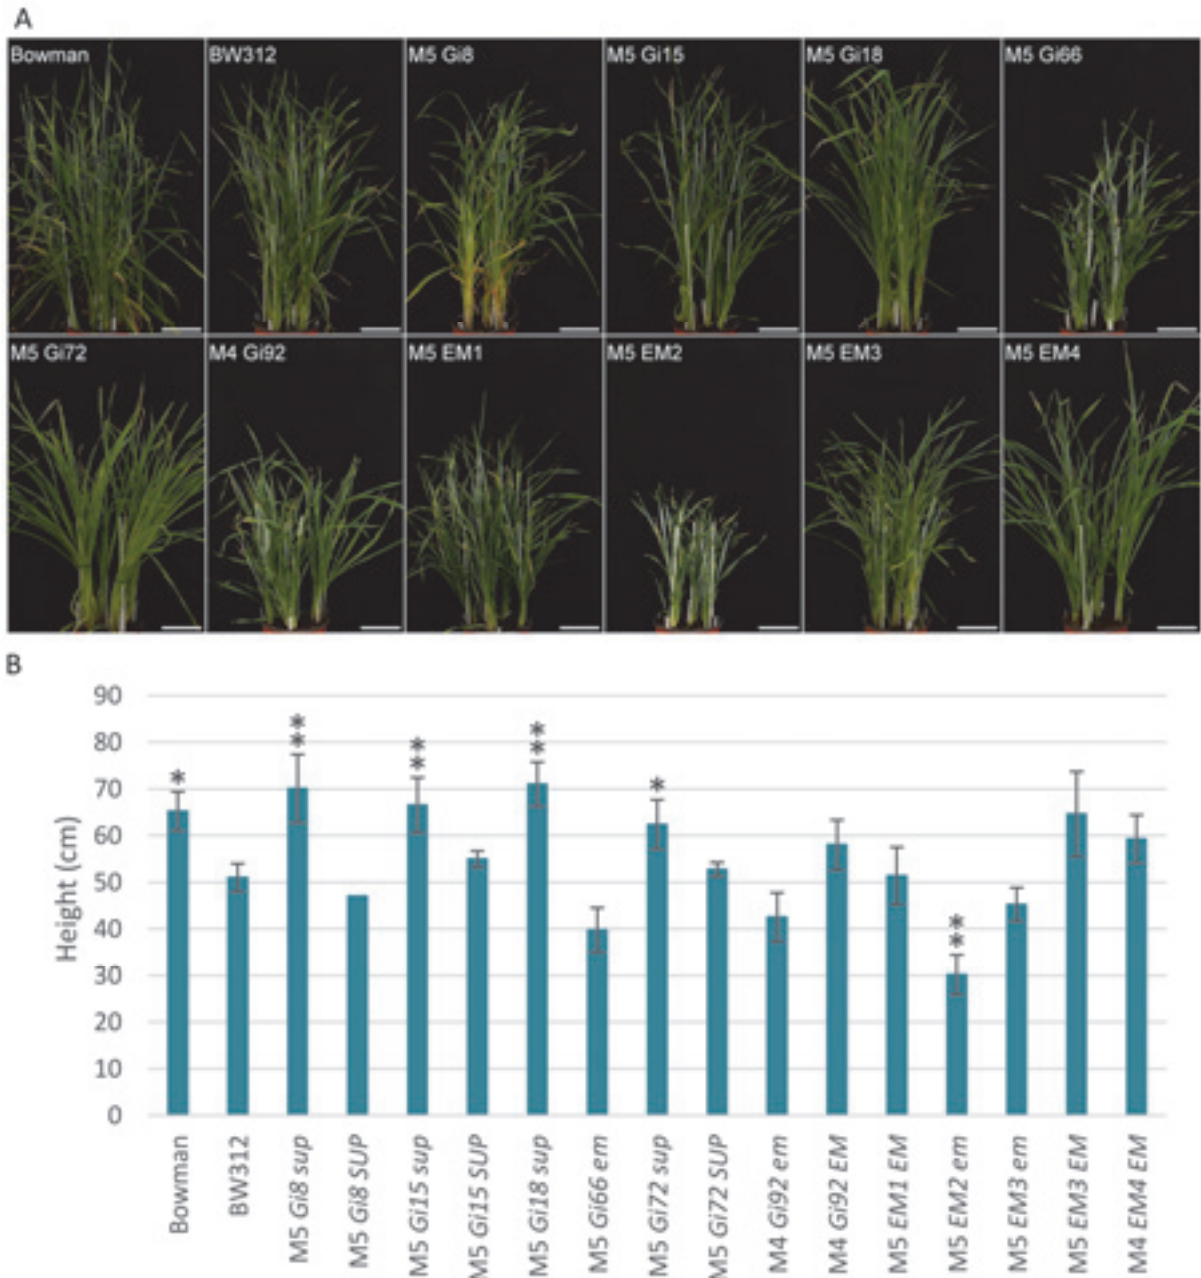 A
Bowman
BW312
M5 Gi8
M5 Gi15
M5 Gi18
M5 Gi66
M5 Gi72
M4 Gi92
M5 EM1
M5 EM2
M5 EM3
M5 EM4
B
Height (cm)
90
80
70
60
50
40
30
20
10
0
*
**
**
**
*
**
Bowman
BW312
M5 Gi8 sup
M5 Gi8 SUP
M5 Gi15 sup
M5 Gi15 SUP
M5 Gi18 sup
M5 Gi66 em
M5 Gi72 sup
M5 Gi72 SUP
M4 Gi92 em
M4 Gi92 EM
M5 EM1 EM
M5 EM2 em
M5 EM3 em
M5 EM3 EM
M4 EM4 EM